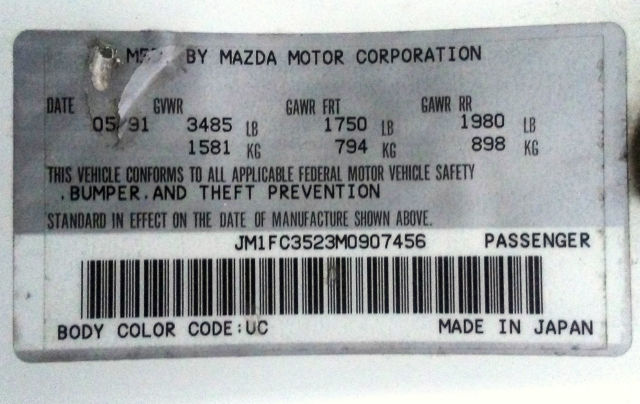 BY MAZDA MOTOR CORPORATION
DATE GVWR GAWR FRT GAWR RR
05/91 3485 LB 1750 LB 1980 LB
1581 KG 794 KG 898 KG
THIS VEHICLE CONFORMS TO ALL APPLICABLE FEDERAL MOTOR VEHICLE SAFETY
,BUMPER,AND THEFT PREVENTION
STANDARD IN EFFECT ON THE DATE OF MANUFACTURE SHOWN ABOVE.
JM1FC3523M0907456 PASSENGER
BODY COLOR CODE:UC MADE IN JAPAN